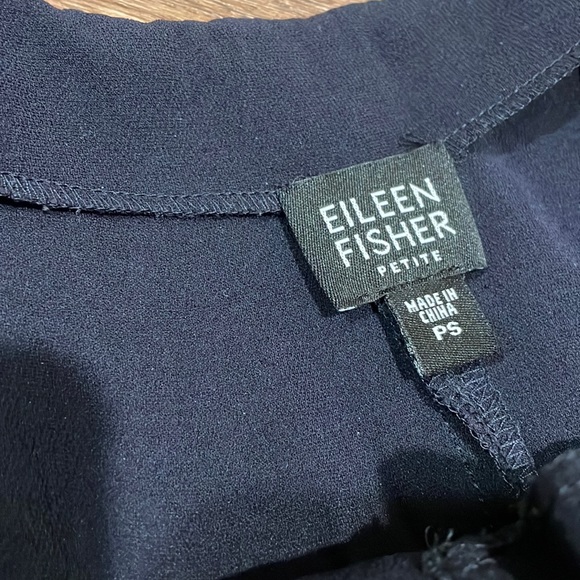 EILEEN
FISHER
PETITE
MADE IN
CHINA
PS